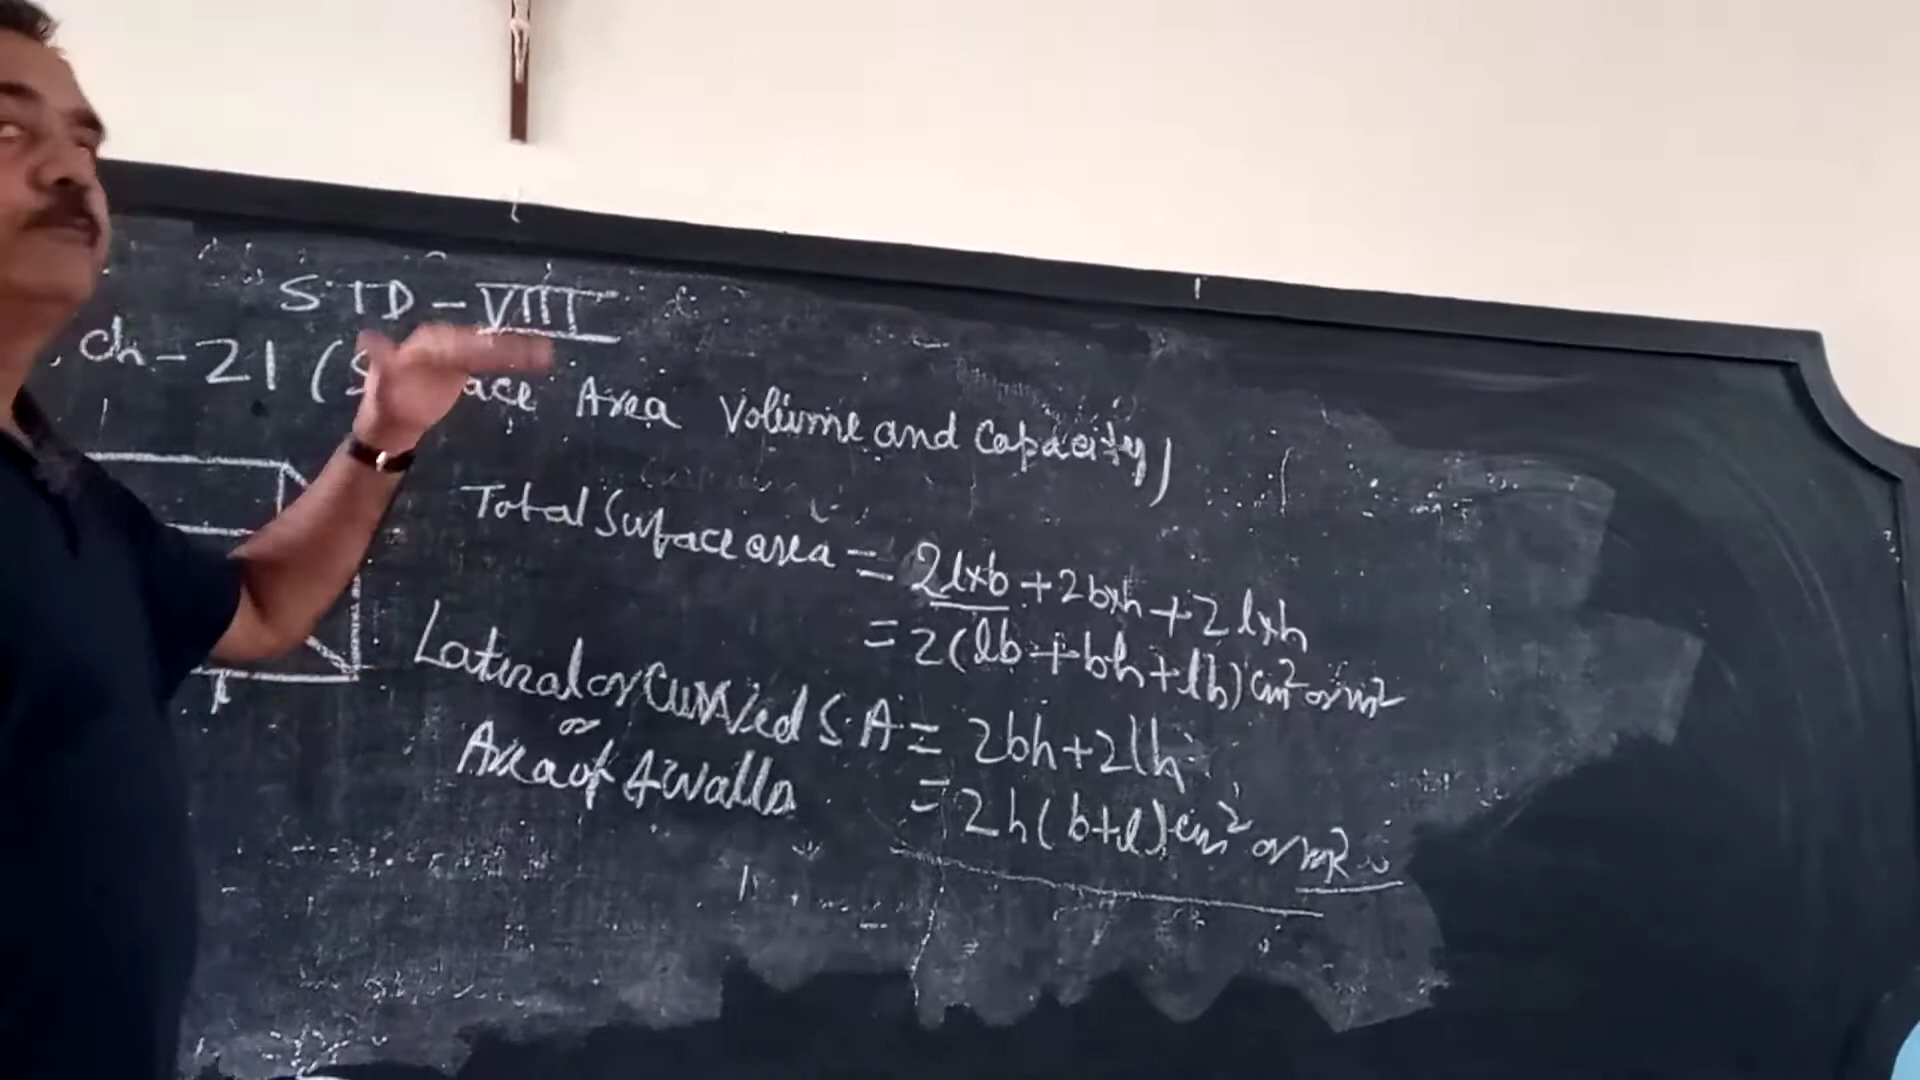 STD - VIII
ch - 21 (S ace Area Volume and Capacity)
Total Surface area = 2l×b + 2b×h + 2l×h
= 2(lb + bh + lh) cm² or m²
Lateral or Curved S.A = 2bh + 2lh
or
Area of 4 walls
= 2h(b+l) cm² or m²